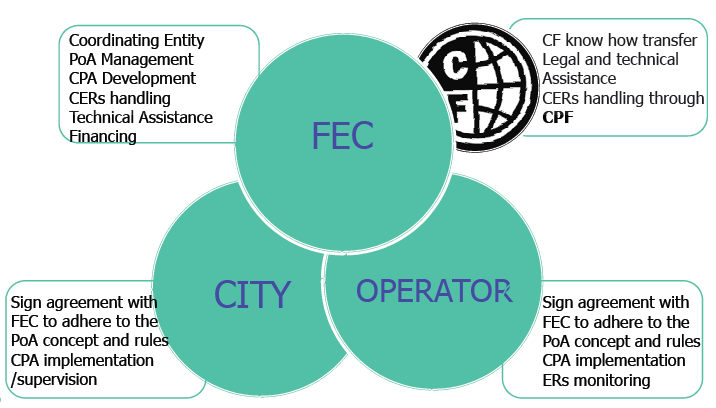 Coordinating Entity
PoA Management
CPA Development
CERs handling
Technical Assistance
Financing
FEC
C
F
CF know how transfer
Legal and technical
Assistance
CERs handling through
CPF
CITY
OPERATOR
Sign agreement with
FEC to adhere to the
PoA concept and rules
CPA implementation
/supervision
Sign agreement with
FEC to adhere to the
PoA concept and rules
CPA implementation
ERs monitoring